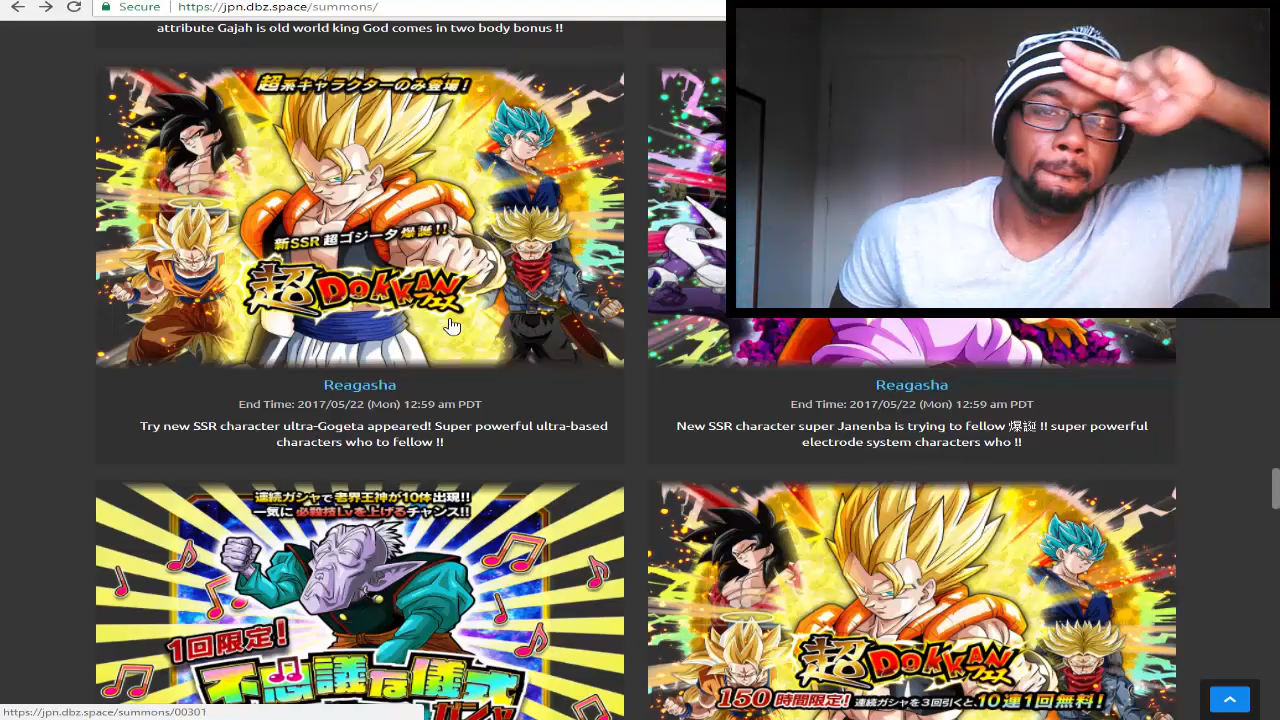 Secure
https://jpn.dbz.space/summons/
attribute Gajah is old world king God comes in two body bonus !!
超系キャラクターのみ登場!
新SSR 超ゴジータ 爆誕!!
超DOKKANフェス
Reagasha
End Time: 2017/05/22 (Mon) 12:59 am PDT
Try new SSR character ultra-Gogeta appeared! Super powerful ultra-based
characters who to fellow !!
Reagasha
End Time: 2017/05/22 (Mon) 12:59 am PDT
New SSR character super Janenba is trying to fellow 爆誕 !! super powerful
electrode system characters who !!
連続ガシャで老界王神が10体出現!!
一気に必殺技Lvを上げるチャンス!!
1回限定!
不思議な儀式
ガシャ
超DOKKANフェス
150時間限定! 連続ガシャを3回引くと、10連1回無料!
https://jpn.dbz.space/summons/00301